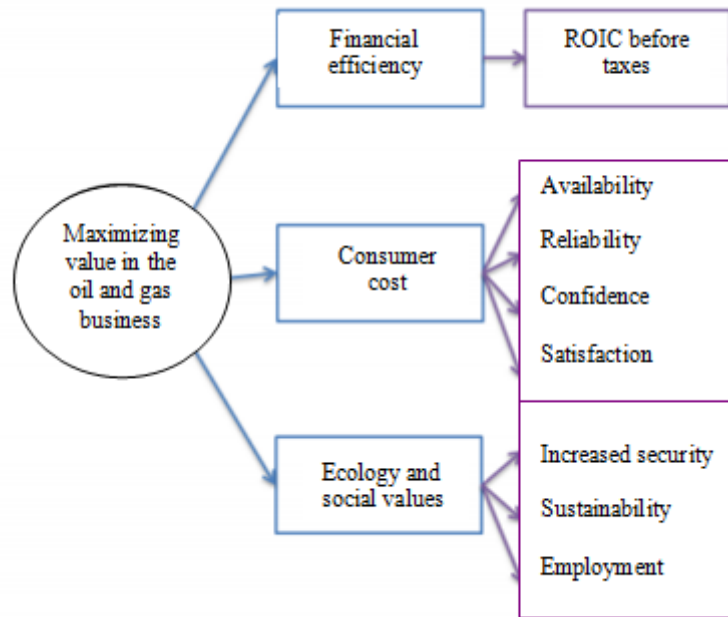 Financial
efficiency
ROIC before
taxes
Maximizing
value in the
oil and gas
business
Consumer
cost
Availability
Reliability
Confidence
Satisfaction
Ecology and
social values
Increased security
Sustainability
Employment